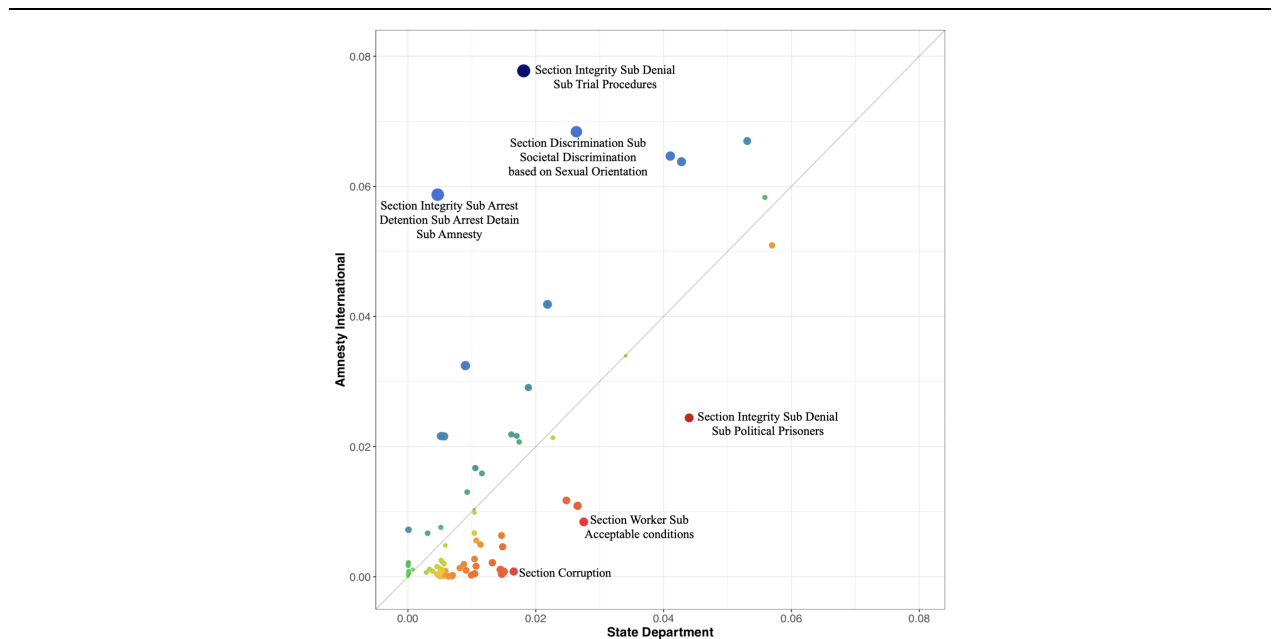 0.08
Section Integrity Sub Denial
Sub Trial Procedures
Section Discrimination Sub
Societal Discrimination
based on Sexual Orientation
0.06
Section Integrity Sub Arrest
Detention Sub Arrest Detain
Sub Amnesty
Amnesty International
0.04
Section Integrity Sub Denial
Sub Political Prisoners
0.02
Section Worker Sub
Acceptable conditions
Section Corruption
0.00
0.00 0.02 0.04 0.06 0.08
State Department